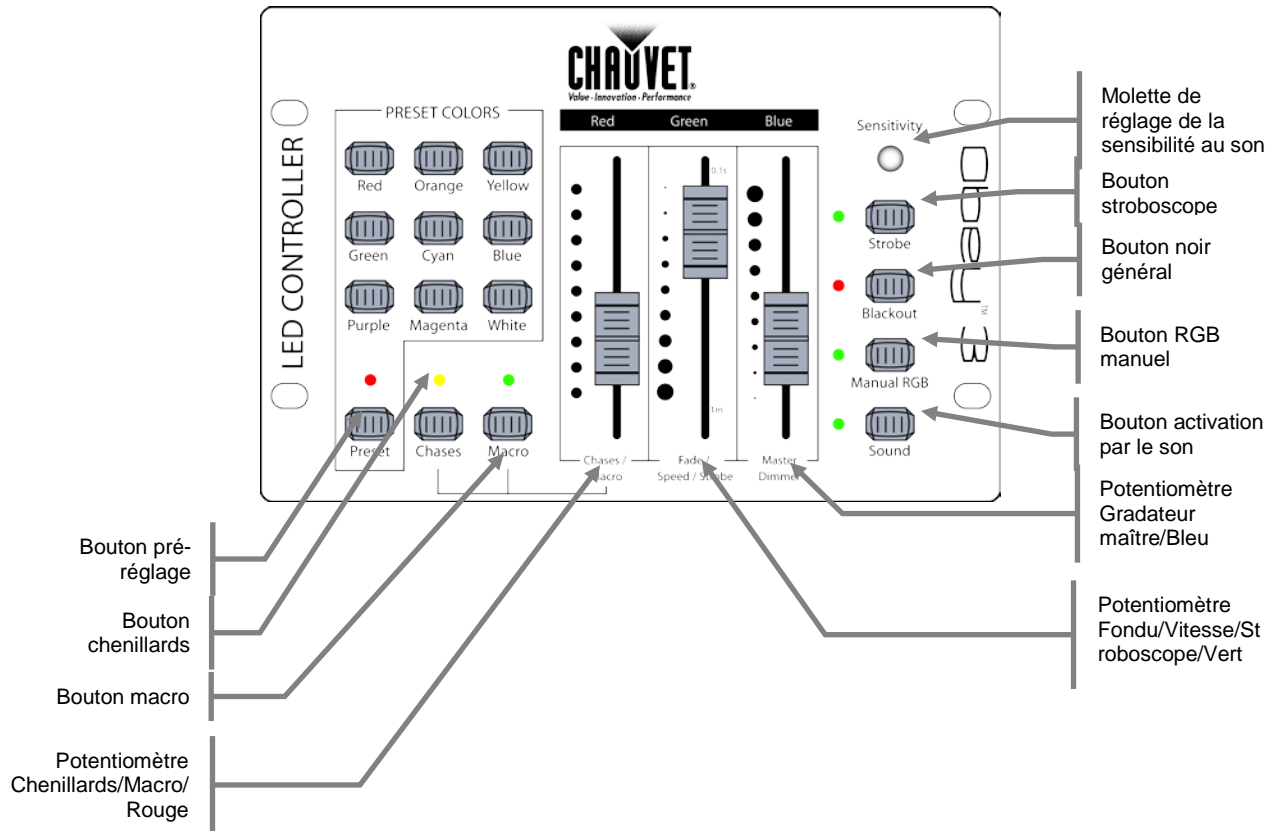 CHAUVET®
Value - Innovation - Performance
LED CONTROLLER
PRESET COLORS
Red Orange Yellow
Green Cyan Blue
Purple Magenta White
Preset Chases Macro
Red Green Blue
0.1s
1m
Chases /
Macro
Fade /
Speed / Strobe
Master
Dimmer
Sensitivity
Strobe
Blackout
Manual RGB
Sound
TM
3
Molette de
réglage de la
sensibilité au son
Bouton
stroboscope
Bouton noir
général
Bouton RGB
manuel
Bouton activation
par le son
Potentiomètre
Gradateur
maître/Bleu
Potentiomètre
Fondu/Vitesse/St
roboscope/Vert
Bouton pré-
réglage
Bouton
chenillards
Bouton macro
Potentiomètre
Chenillards/Macro/
Rouge